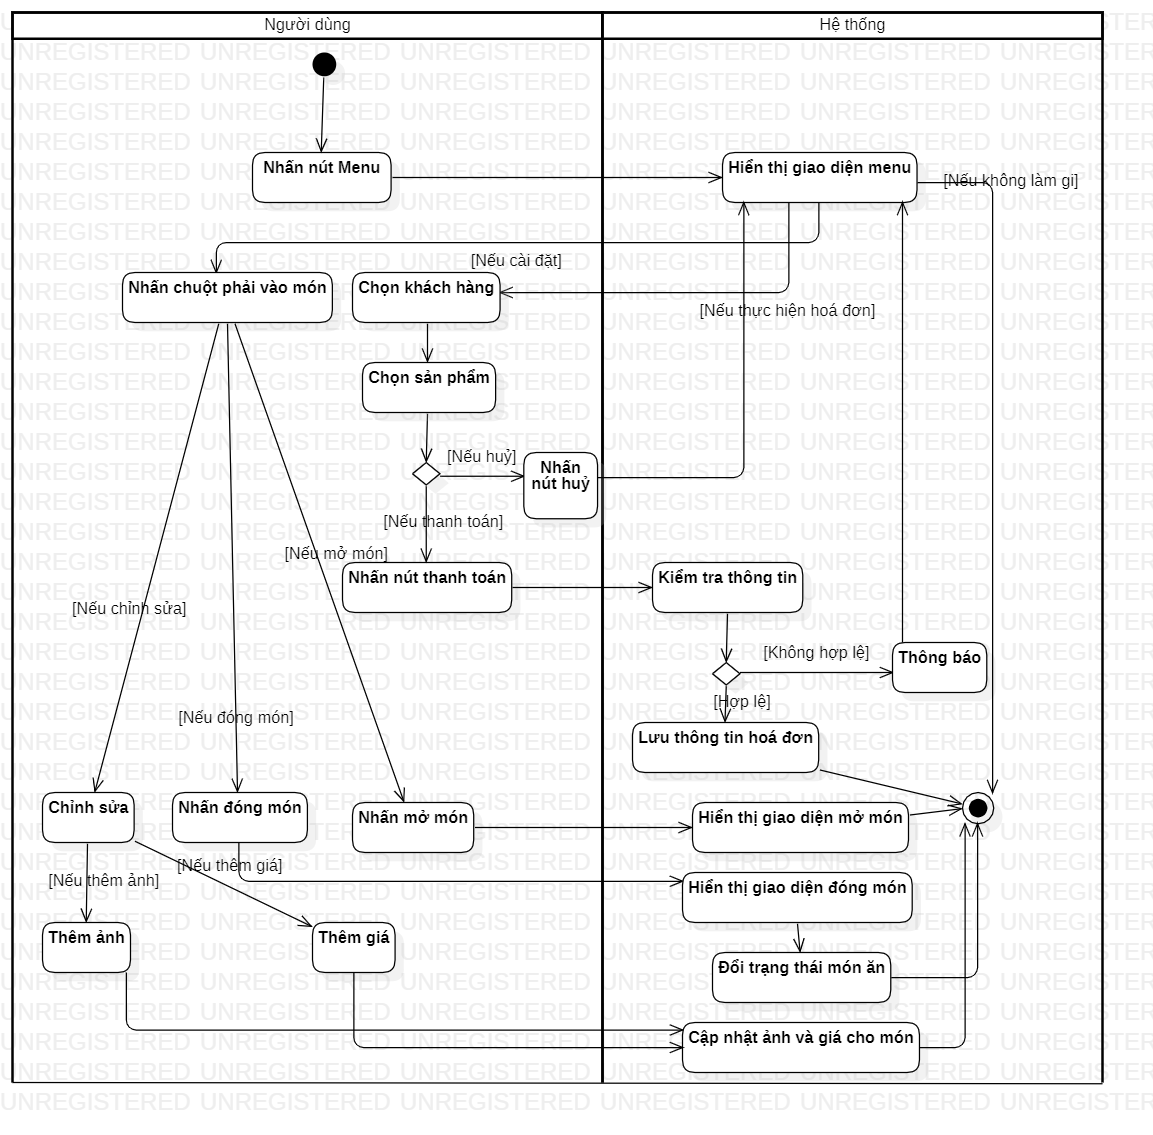 Người dùng
Hệ thống
Nhấn nút Menu
Hiển thị giao diện menu
[Nếu không làm gi]
[Nếu cài đặt]
Nhấn chuột phải vào món
Chọn khách hàng
[Nếu thực hiện hoá đơn]
Chọn sản phẩm
[Nếu huỷ]
Nhấn
nút huỷ
[Nếu thanh toán]
[Nếu mở món]
Nhấn nút thanh toán
Kiểm tra thông tin
[Nếu chỉnh sửa]
[Không hợp lệ]
Thông báo
[Hợp lệ]
[Nếu đóng món]
Lưu thông tin hoá đơn
Chỉnh sửa
Nhấn đóng món
Nhấn mở món
Hiển thị giao diện mở món
[Nếu thêm giá]
[Nếu thêm ảnh]
Hiển thị giao diện đóng món
Thêm ảnh
Thêm giá
Đổi trạng thái món ăn
Cập nhật ảnh và giá cho món
UNREGISTERED